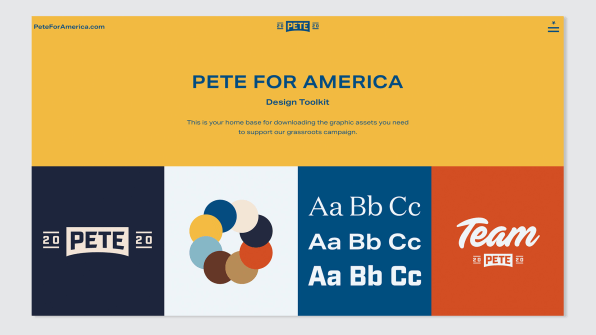 PeteForAmerica.com
20 PETE 20
PETE FOR AMERICA
Design Toolkit
This is your home base for downloading the graphic assets you need
to support our grassroots campaign.
20 PETE 20
Aa Bb Cc
Aa Bb Cc
Aa Bb Cc
Team
20 PETE 20